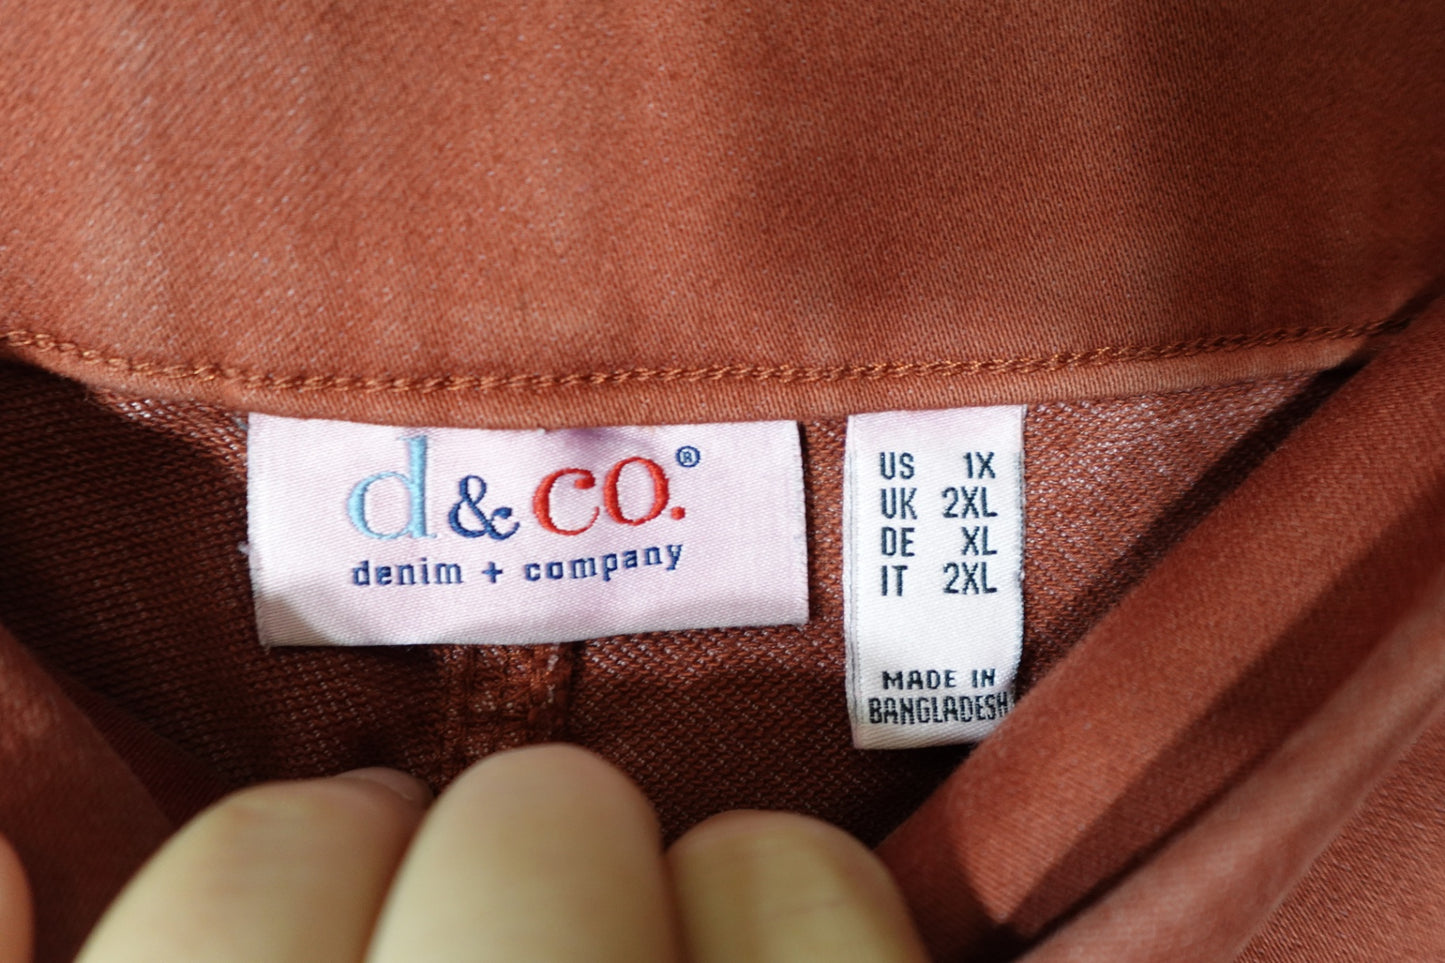 d&co.®
denim + company
US 1X
UK 2XL
DE XL
IT 2XL
MADE IN
BANGLADESH